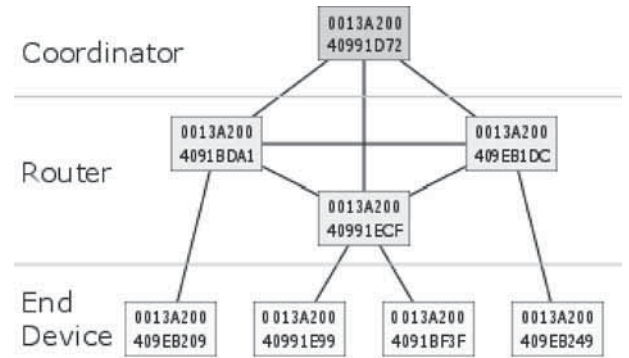 0013A200
40991D72
Coordinator
0013A200
4091BDA1
0013A200
409EB1DC
Router
0013A200
40991ECF
End
Device
0013A200
409EB209
0013A200
40991E99
0013A200
4091BF3F
0013A200
409EB249